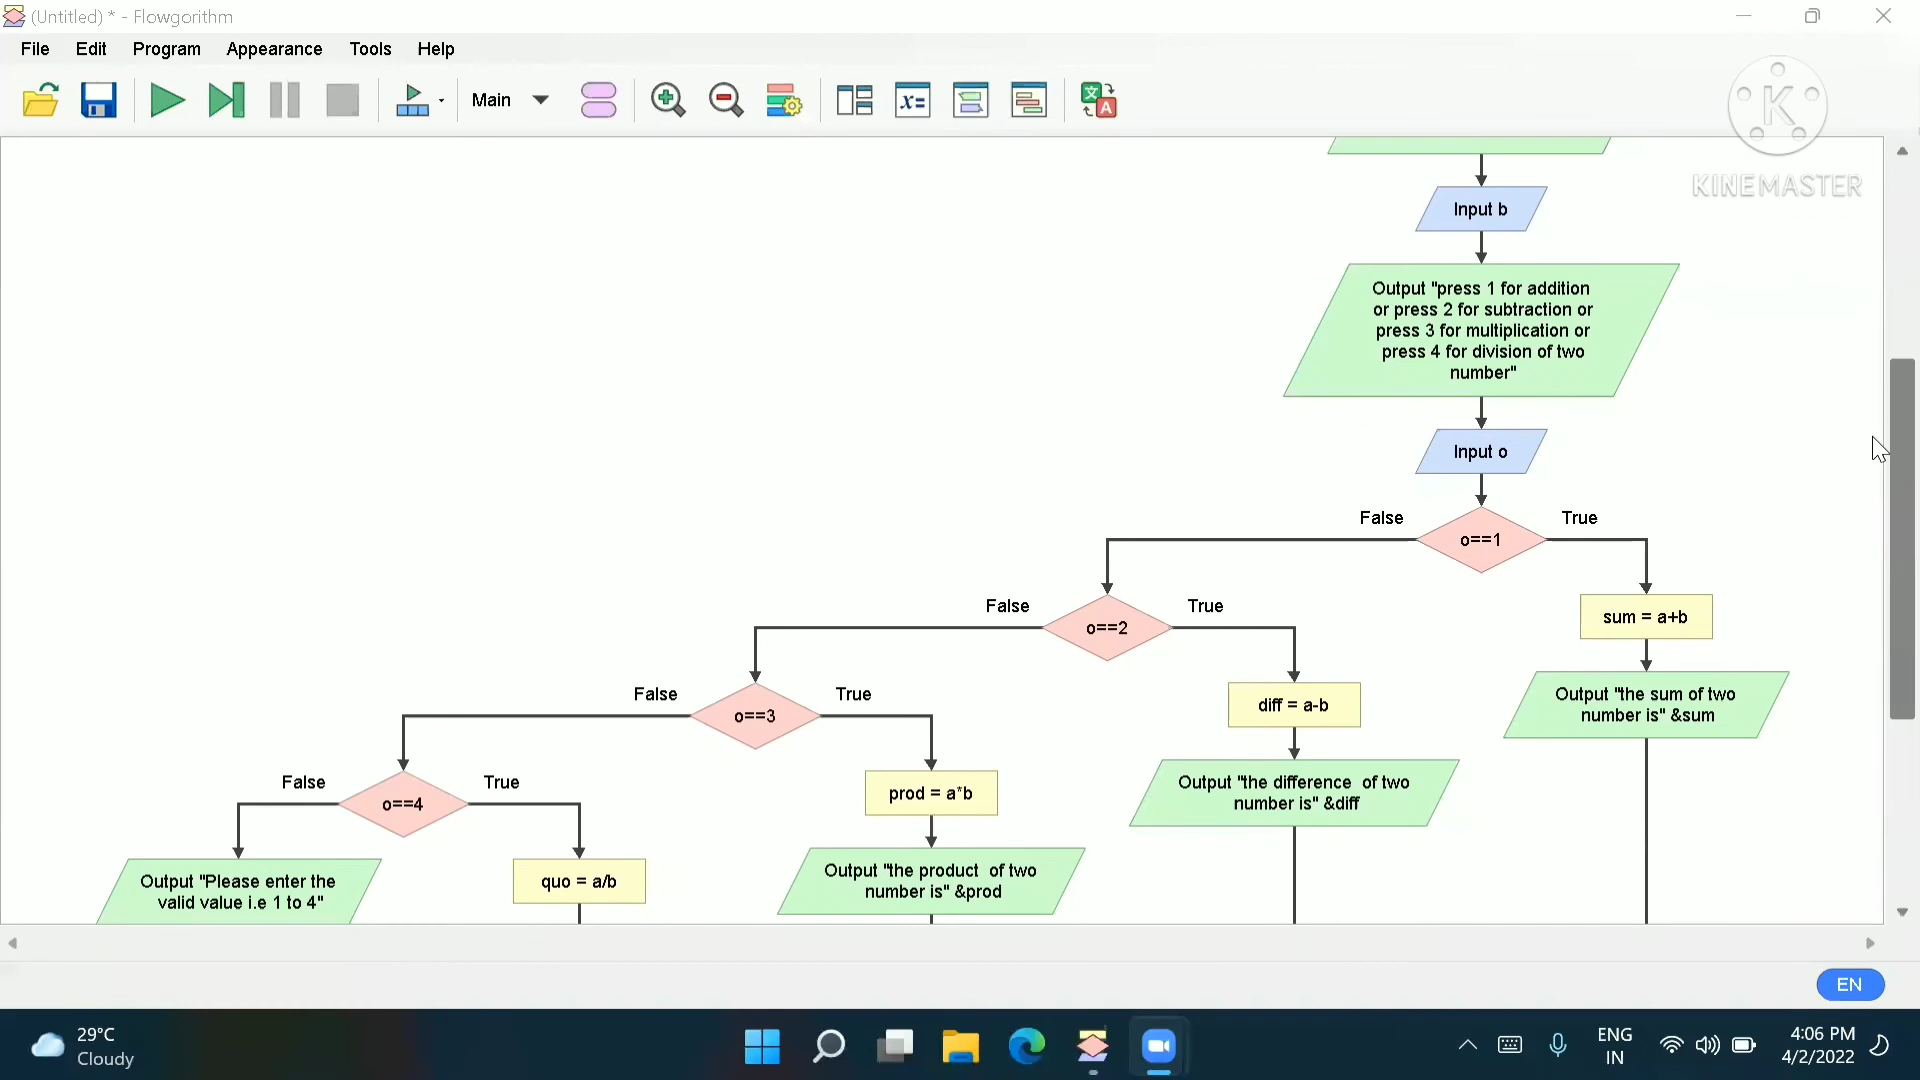 (Untitled) * - Flowgorithm
File Edit Program Appearance Tools Help
Main
x=
文 A
K
KINEMASTER
Input b
Output "press 1 for addition
or press 2 for subtraction or
press 3 for multiplication or
press 4 for division of two
number"
Input o
False
True
o==1
False
True
o==2
sum = a+b
False
True
o==3
diff = a-b
Output "the sum of two
number is" &sum
False
True
o==4
prod = a*b
Output "the difference  of two
number is" &diff
Output "Please enter the
valid value i.e 1 to 4"
quo = a/b
Output "the product  of two
number is" &prod
EN
29°C
Cloudy
ENG
IN
4:06 PM
4/2/2022